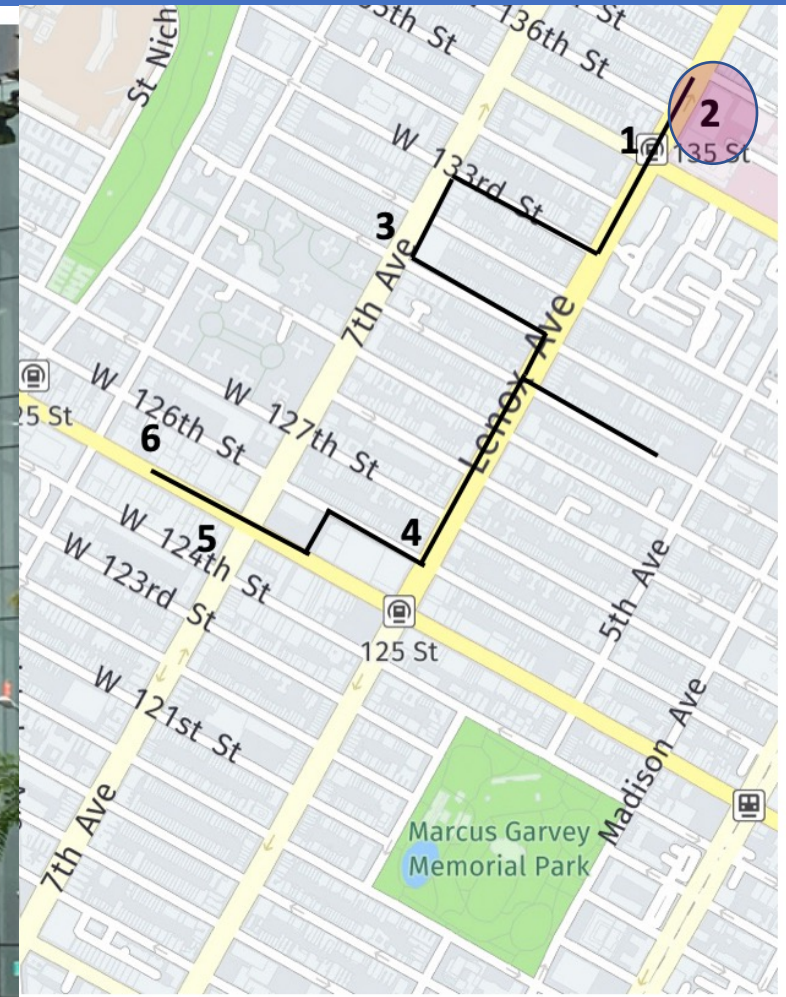 St Nich
35th St
W 136th St
St
2
1
135 St
W 133rd St
3
7th Ave
Lenox Ave
25 St
W 126th St
W 127th St
6
5
4
W 124th St
W 123rd St
5th Ave
125 St
W 121st St
Madison Ave
7th Ave
Marcus Garvey
Memorial Park